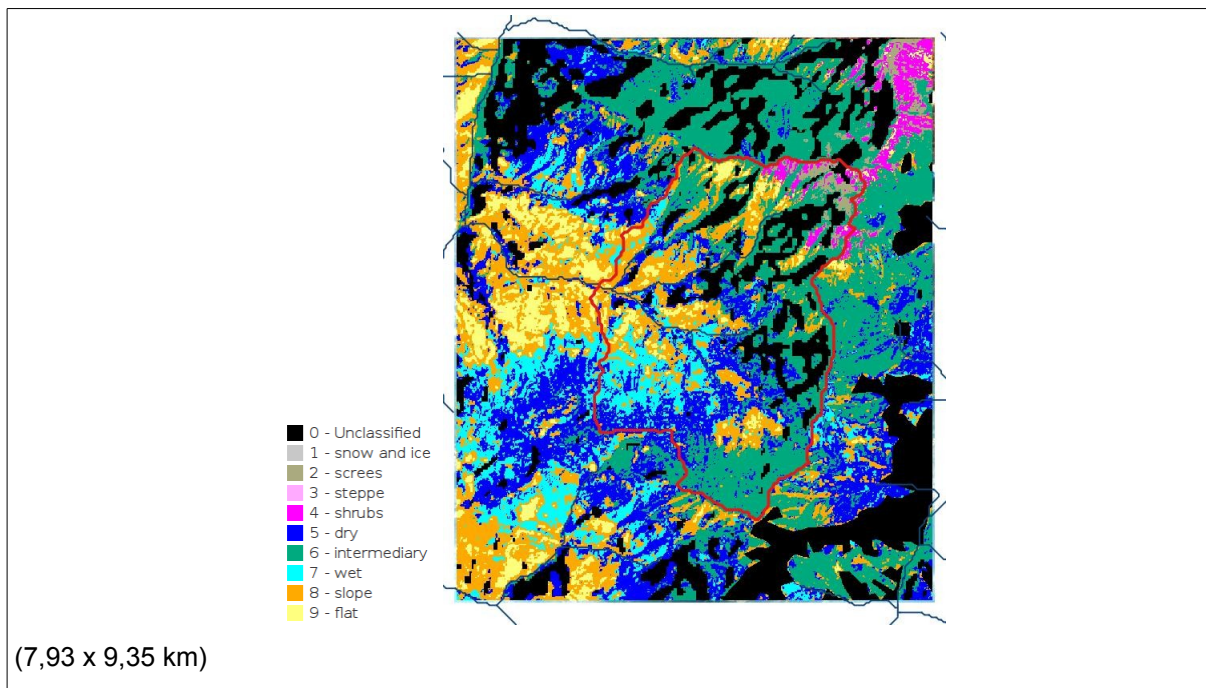 0 - Unclassified
1 - snow and ice
2 - screes
3 - steppe
4 - shrubs
5 - dry
6 - intermediary
7 - wet
8 - slope
9 - flat
(7,93 x 9,35 km)